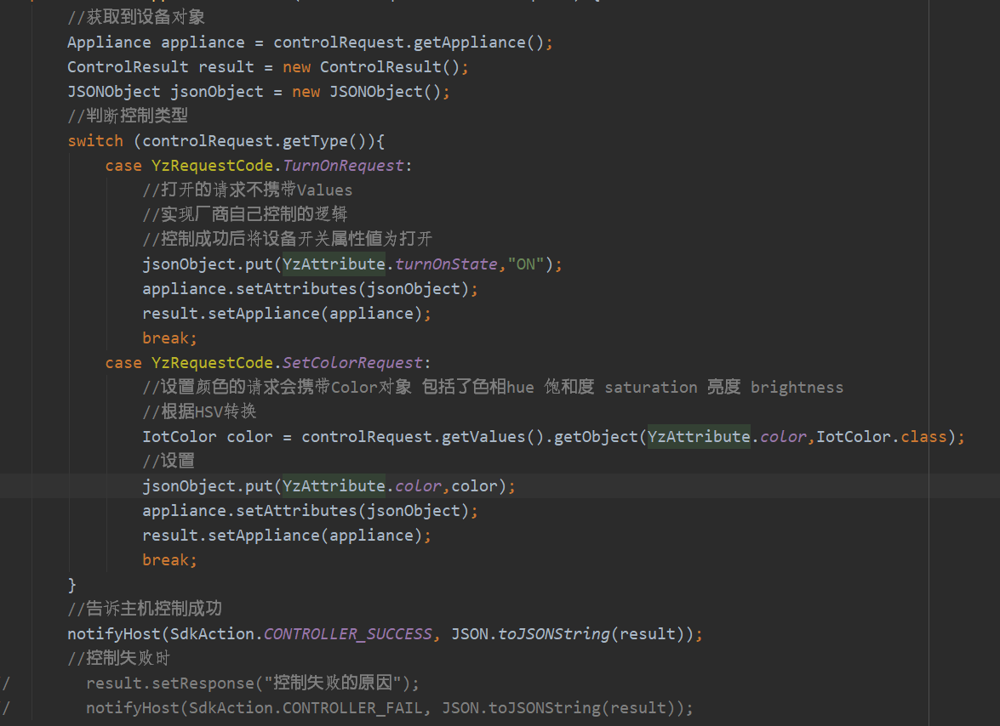 //获取到设备对象
Appliance appliance = controlRequest.getAppliance();
ControlResult result = new ControlResult();
JSONObject jsonObject = new JSONObject();
//判断控制类型
switch (controlRequest.getType()){
case YzRequestCode.TurnOnRequest:
//打开的请求不携带Values
//实现厂商自己控制的逻辑
//控制成功后将设备开关属性值为打开
jsonObject.put(YzAttribute.turnOnState,"ON");
appliance.setAttributes(jsonObject);
result.setAppliance(appliance);
break;
case YzRequestCode.SetColorRequest:
//设置颜色的请求会携带Color对象 包括了色相hue 饱和度 saturation 亮度 brightness
//根据HSV转换
IotColor color = controlRequest.getValues().getObject(YzAttribute.color,IotColor.class);
//设置
jsonObject.put(YzAttribute.color,color);
appliance.setAttributes(jsonObject);
result.setAppliance(appliance);
break;
}
//告诉主机控制成功
notifyHost(SdkAction.CONTROLLER_SUCCESS, JSON.toJSONString(result));
//控制失败时
/ result.setResponse("控制失败的原因");
/ notifyHost(SdkAction.CONTROLLER_FAIL, JSON.toJSONString(result));